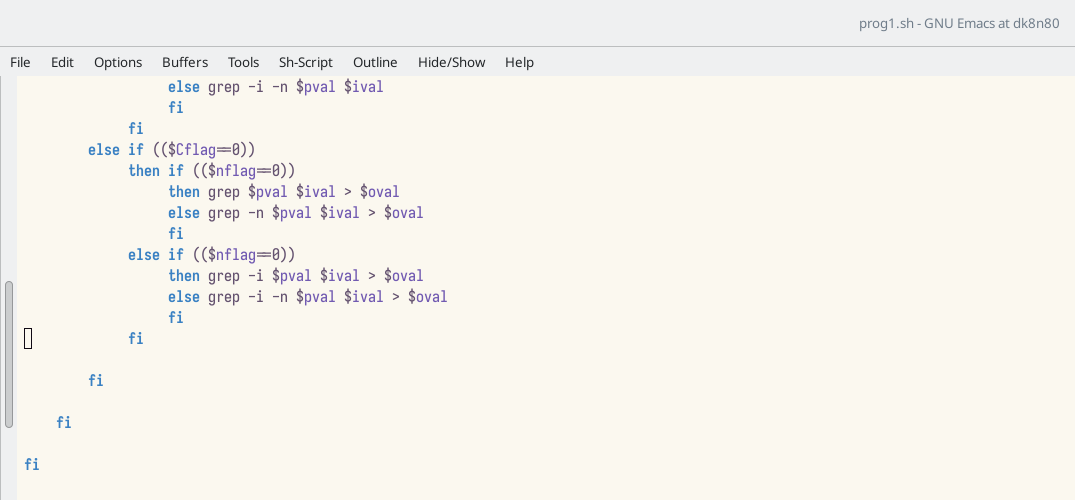 prog1.sh - GNU Emacs at dk8n80
File Edit Options Buffers Tools Sh-Script Outline Hide/Show Help
else grep -i -n $pval $ival
fi
fi
else if (($Cflag==0))
then if (($nflag==0))
then grep $pval $ival > $oval
else grep -n $pval $ival > $oval
fi
else if (($nflag==0))
then grep -i $pval $ival > $oval
else grep -i -n $pval $ival > $oval
fi
fi
fi
fi
fi